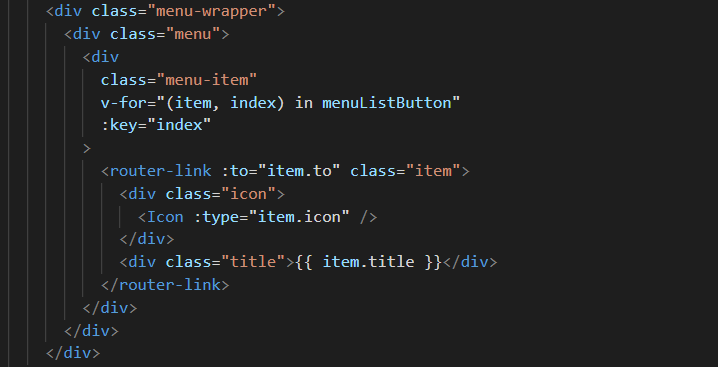 <div class="menu-wrapper">
<div class="menu">
<div
class="menu-item"
v-for="(item, index) in menuListButton"
:key="index"
>
<router-link :to="item.to" class="item">
<div class="icon">
<Icon :type="item.icon" />
</div>
<div class="title">{{ item.title }}</div>
</router-link>
</div>
</div>
</div>